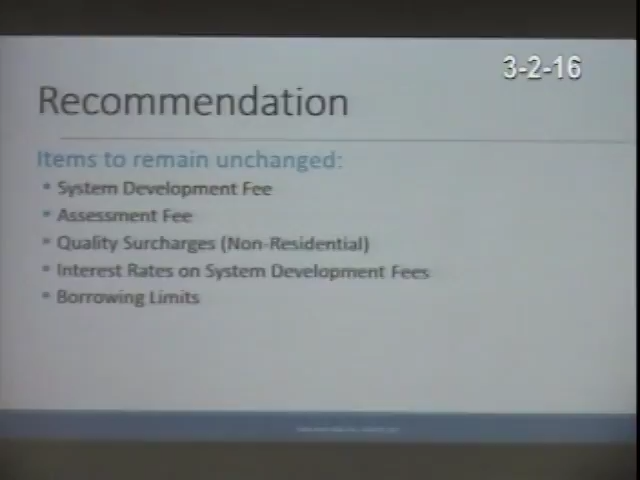 3-2-16
Recommendation
Items to remain unchanged:
System Development Fee
Assessment Fee
Quality Surcharges (Non-Residential)
Interest Rates on System Development Fees
Borrowing Limits